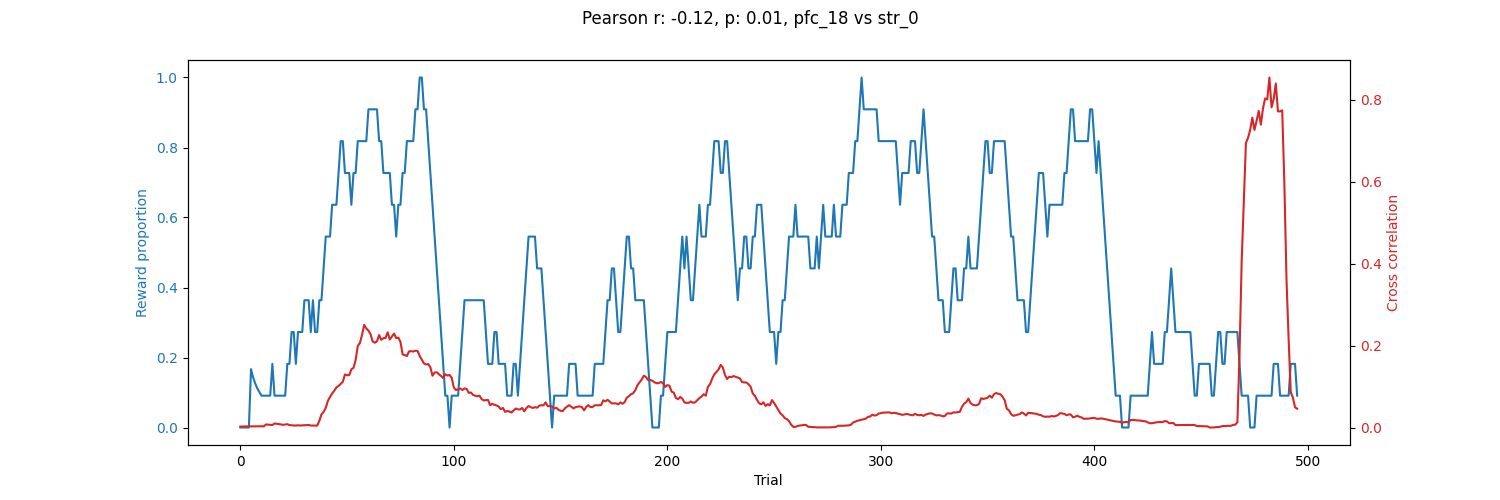 Pearson r: -0.12, p: 0.01, pfc_18 vs str_0
1.0
0.8
0.6
0.4
0.2
0.0
Reward proportion
0.8
0.6
0.4
0.2
0.0
Cross correlation
0 100 200 300 400 500
Trial